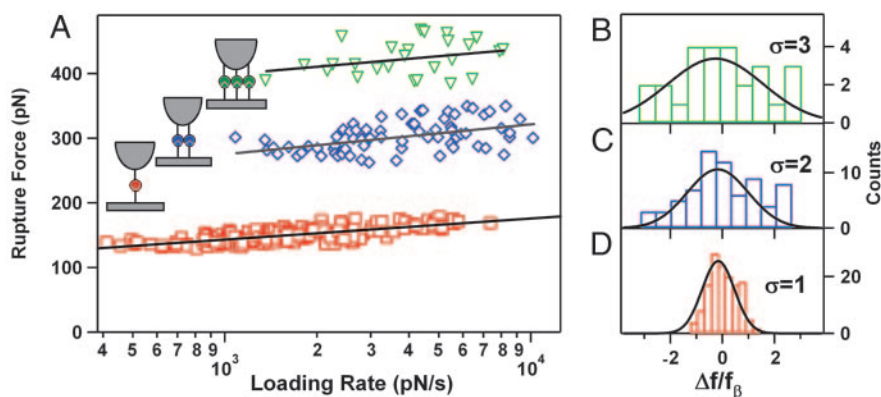 A
Rupture Force (pN)
400
300
200
100
0
4 5 6 7 8 9 2 3 4 5 6 7 8 9
10³ 10⁴
Loading Rate (pN/s)
B
σ=3
4
2
0
C
σ=2
10
0
Counts
D
σ=1
20
0
-2 0 2
Δf/fβ